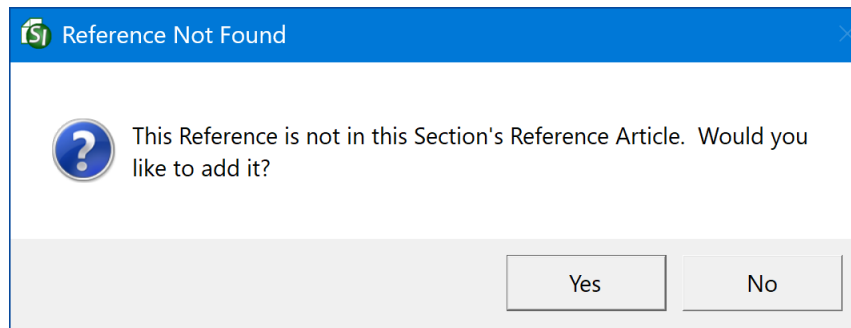 Reference Not Found
This Reference is not in this Section's Reference Article.  Would you
like to add it?
Yes
No